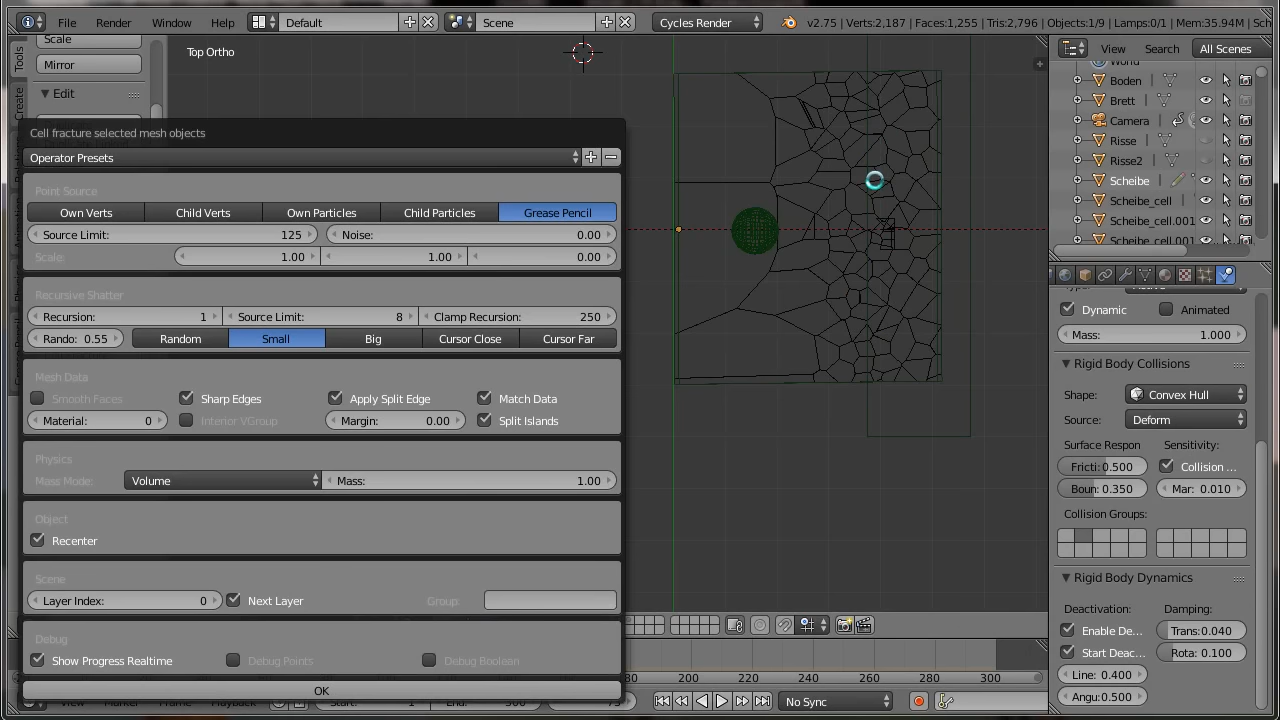 File Render Window Help Default Scene Cycles Render v2.75 | Verts:2,187 | Faces:1,255 | Tris:2,796 | Objects:1/9 | Lamps:0/1 | Mem:35.94M | Sch
Tools
Create
Scale
Mirror
Edit
Top Ortho
View Search All Scenes
World
Boden
Brett
Camera
Risse
Risse2
Scheibe
Scheibe_cell
Scheibe_cell.001
Scheibe_cell.001
Cell fracture selected mesh objects
Operator Presets
Point Source
Own Verts Child Verts Own Particles Child Particles Grease Pencil
Source Limit: 125 Noise: 0.00
Scale: 1.00 1.00 0.00
Recursive Shatter
Recursion: 1 Source Limit: 8 Clamp Recursion: 250
Rando: 0.55 Random Small Big Cursor Close Cursor Far
Mesh Data
Smooth Faces Sharp Edges Apply Split Edge Match Data
Material: 0 Interior VGroup Margin: 0.00 Split Islands
Physics
Mass Mode: Volume Mass: 1.00
Object
Recenter
Scene
Layer Index: 0 Next Layer Group:
Debug
Show Progress Realtime Debug Points Debug Boolean
OK
Dynamic Animated
Mass: 1.000
Rigid Body Collisions
Shape: Convex Hull
Source: Deform
Surface Respon Sensitivity:
Fricti: 0.500 Collision ...
Boun: 0.350 Mar: 0.010
Collision Groups:
Rigid Body Dynamics
Deactivation: Damping:
Enable De... Trans:0.040
Start Deac... Rota: 0.100
Line: 0.400
Angu:0.500
80 200 220 240 260 280 300
View Marker Frame Playback Start: 1 End: 300 No Sync